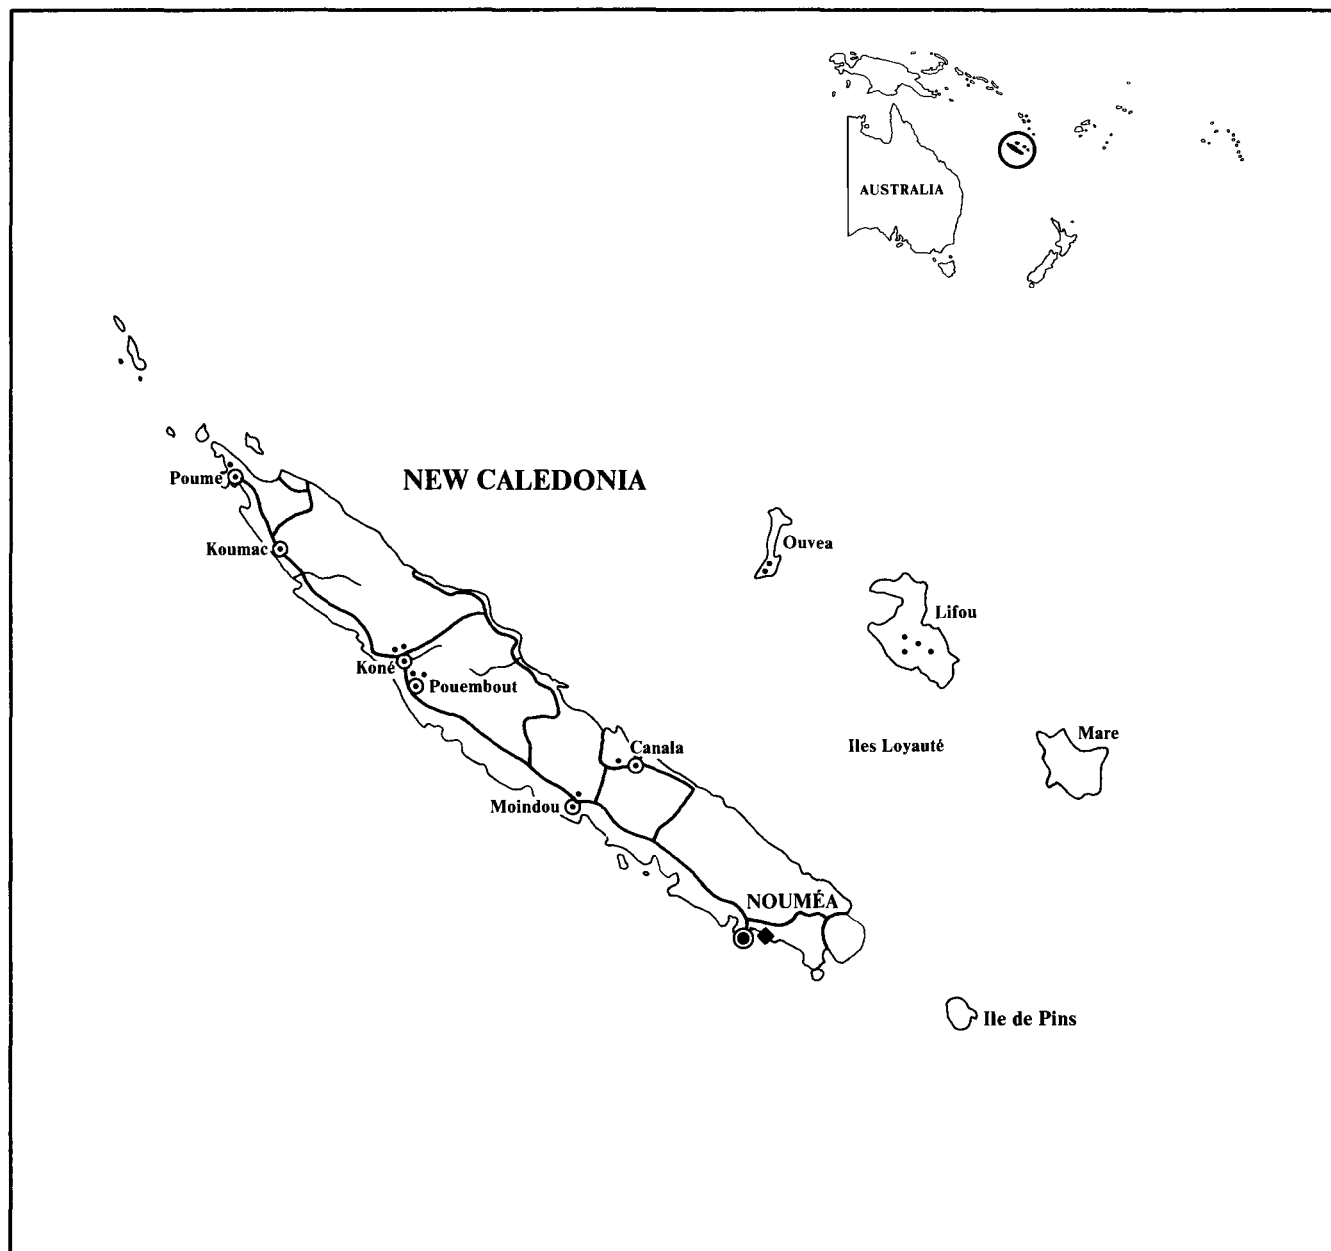 AUSTRALIA
Poume
NEW CALEDONIA
Koumac
Ouvea
Lifou
Koné
Pouembout
Canala
Iles Loyauté
Mare
Moindou
NOUMÉA
Ile de Pins